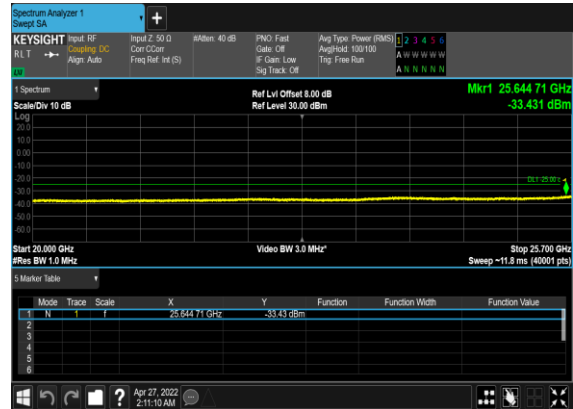 Spectrum Analyzer 1
Swept SA
+
KEYSIGHT Input: RF Input Z: 50 Ω #Atten: 40 dB PNO: Fast Avg Type: Power (RMS) 1 2 3 4 5 6
RLT Coupling: DC Corr CCorr Gate: Off Avg|Hold: 100/100 A W W W W W
Align: Auto Freq Ref: Int (S) IF Gain: Low Trig: Free Run
Sig Track: Off A N N N N N
1 Spectrum Ref Lvl Offset 8.00 dB Mkr1 25.644 71 GHz
Scale/Div 10 dB Ref Level 30.00 dBm -33.431 dBm
Log
20.0
10.0
0.00
-10.0
-20.0
DL1 -25.00
-30.0
-40.0
-50.0
-60.0
Start 20.000 GHz Video BW 3.0 MHz* Stop 25.700 GHz
#Res BW 1.0 MHz Sweep ~11.8 ms (40001 pts)
5 Marker Table
Mode Trace Scale X Y Function Function Width Function Value
1 N 1 f 25.644 71 GHz -33.43 dBm
2
3
4
5
6
? Apr 27, 2022
2:11:10 AM